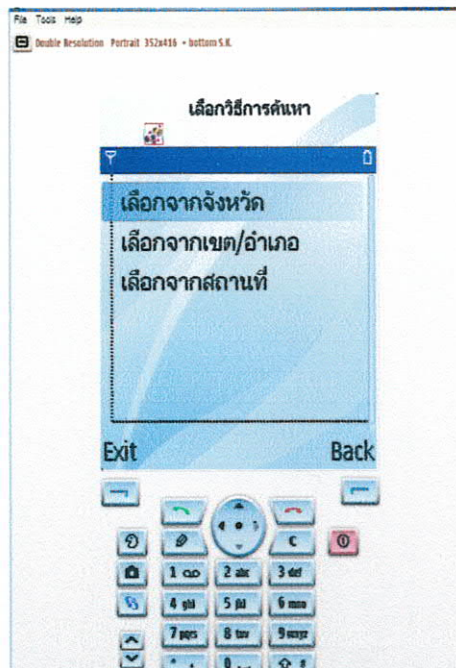 File Tools Help
Double Resolution Portrait 352x416 - bottom S.K.
เลือกวิธีการค้นหา
เลือกจากจังหวัด
เลือกจากเขต/อำเภอ
เลือกจากสถานที่
Exit Back
C
1 2 abc 3 def
4 ghi 5 jkl 6 mno
7 pqrs 8 tuv 9 wxyz
* 0 #